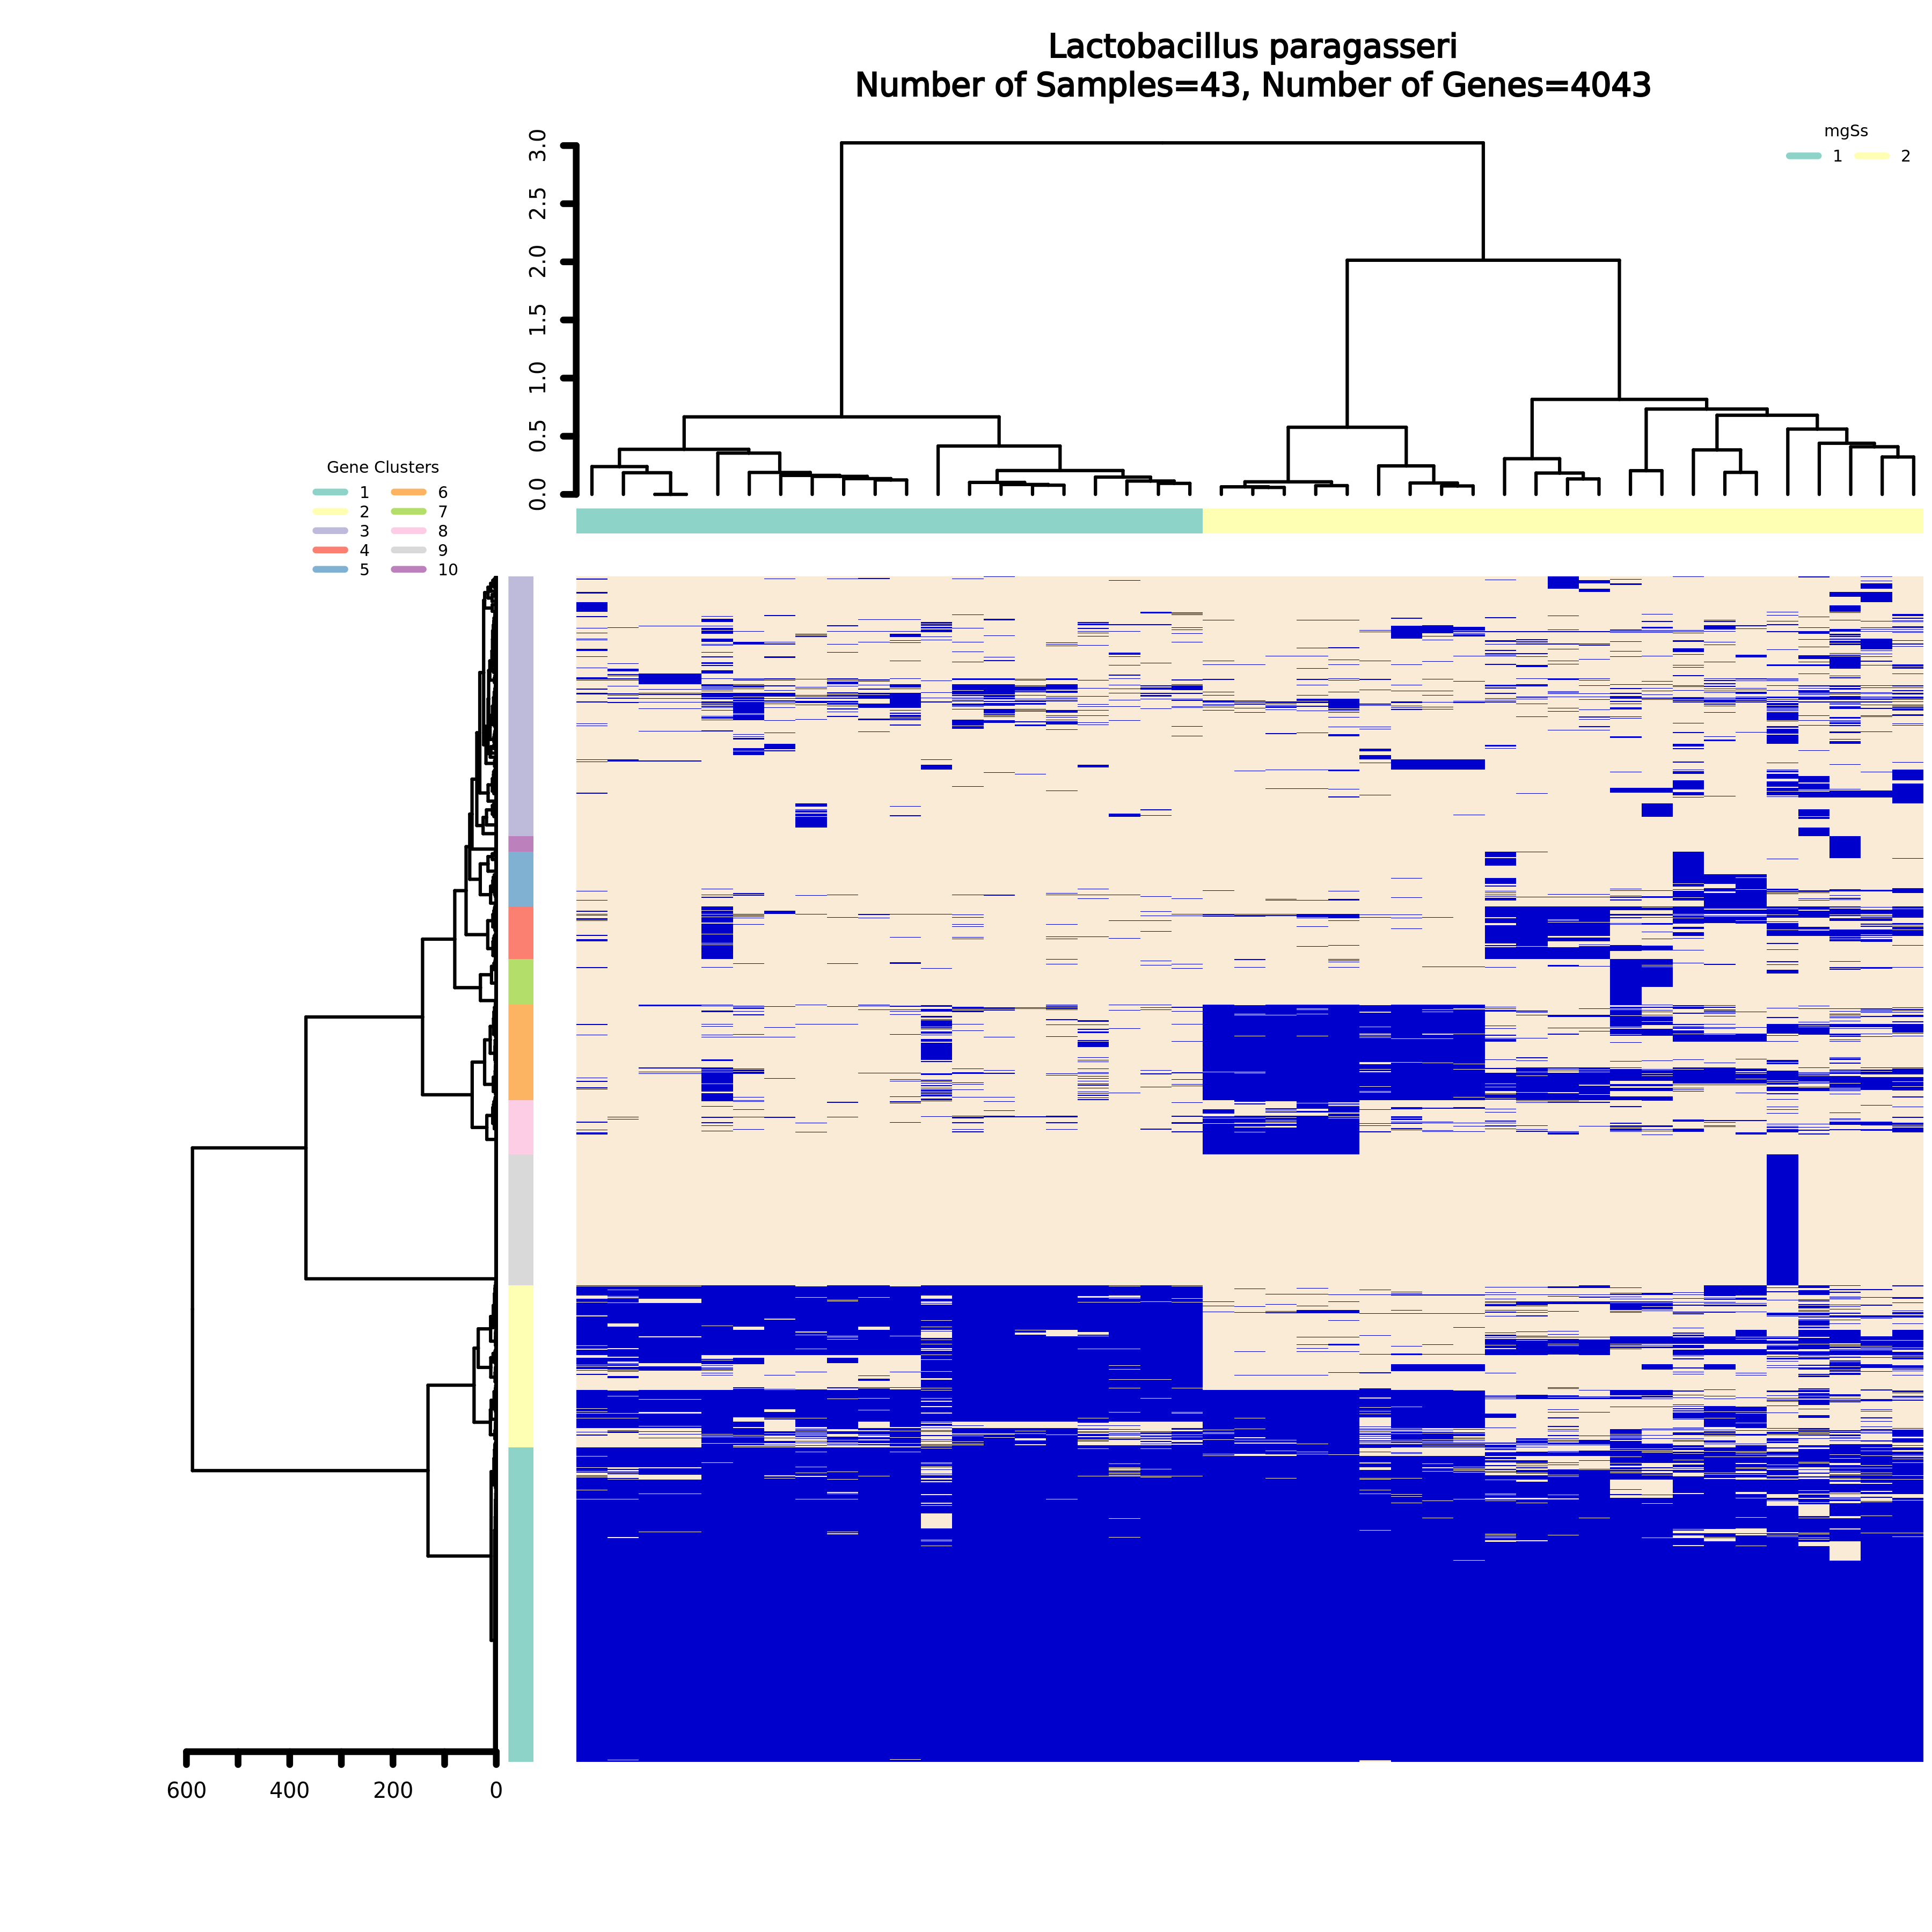 Lactobacillus paragasseri
Number of Samples=43, Number of Genes=4043
mgSs
1 2
3.0
2.5
2.0
1.5
1.0
0.5
0.0
Gene Clusters
1 6
2 7
3 8
4 9
5 10
600 400 200 0